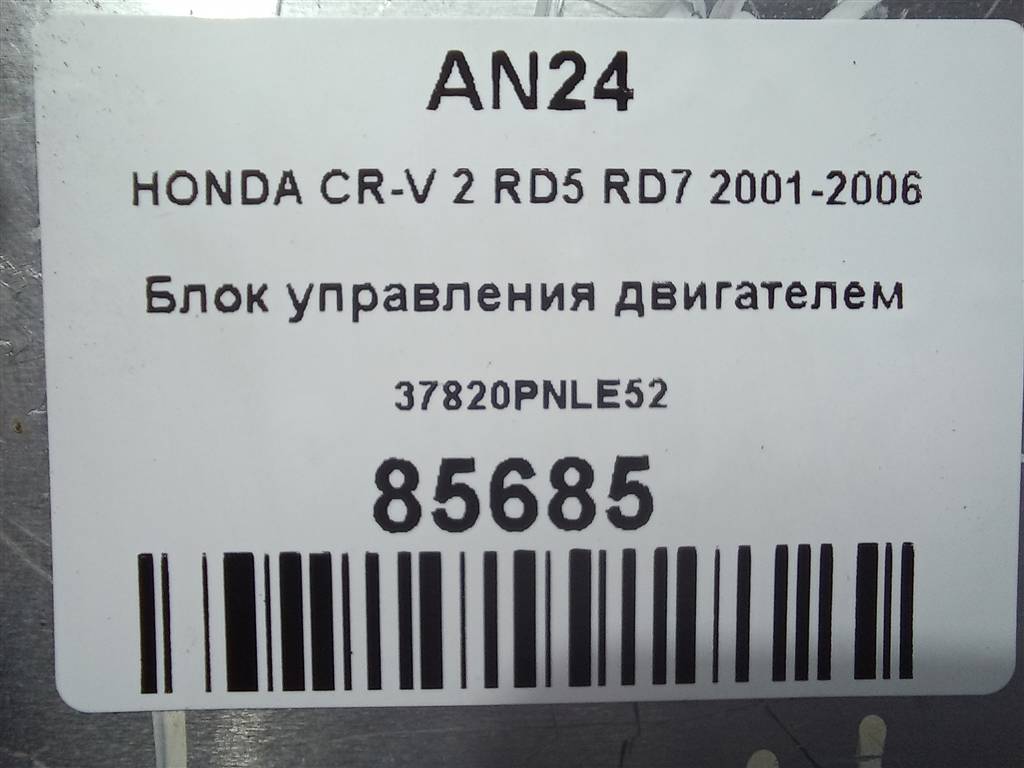 AN24
HONDA CR-V 2 RD5 RD7 2001-2006
Блок управления двигателем
37820PNLE52
85685